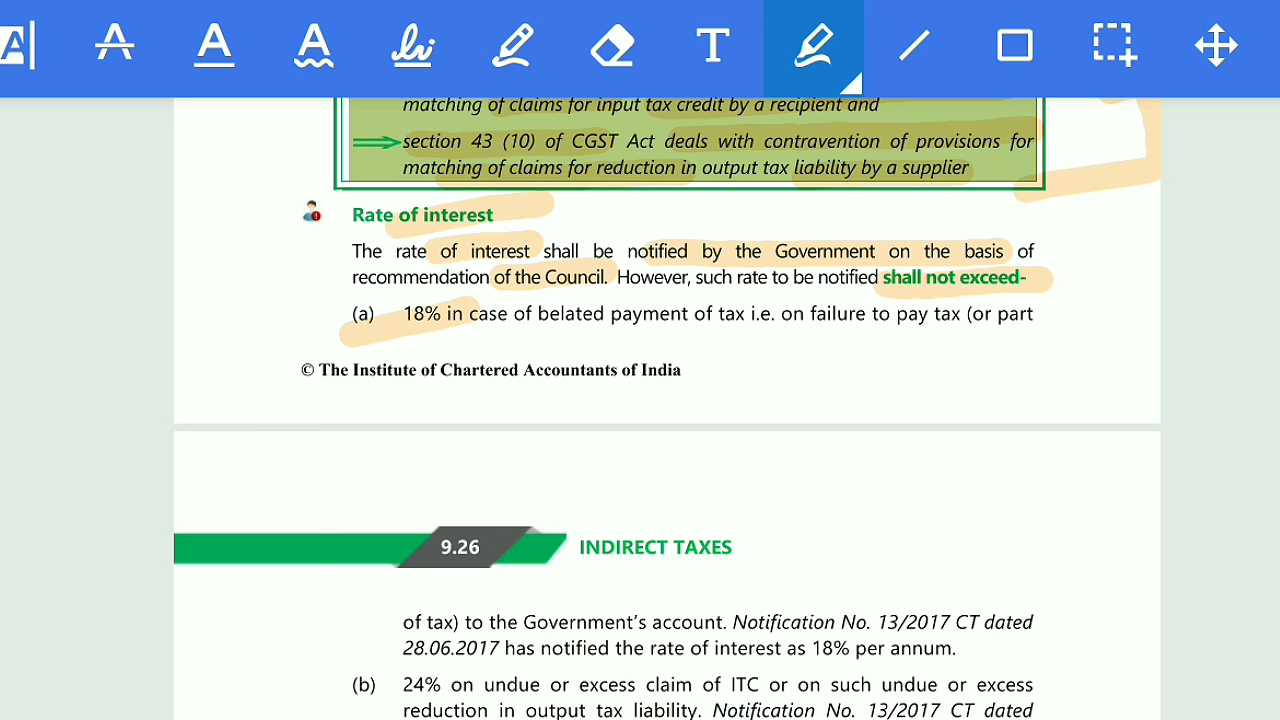 matching of claims for input tax credit by a recipient and
section 43 (10) of CGST Act deals with contravention of provisions for
matching of claims for reduction in output tax liability by a supplier
Rate of interest
The rate of interest shall be notified by the Government on the basis of
recommendation of the Council. However, such rate to be notified shall not exceed-
(a) 18% in case of belated payment of tax i.e. on failure to pay tax (or part
© The Institute of Chartered Accountants of India
9.26 INDIRECT TAXES
of tax) to the Government's account. Notification No. 13/2017 CT dated
28.06.2017 has notified the rate of interest as 18% per annum.
(b) 24% on undue or excess claim of ITC or on such undue or excess
reduction in output tax liability. Notification No. 13/2017 CT dated